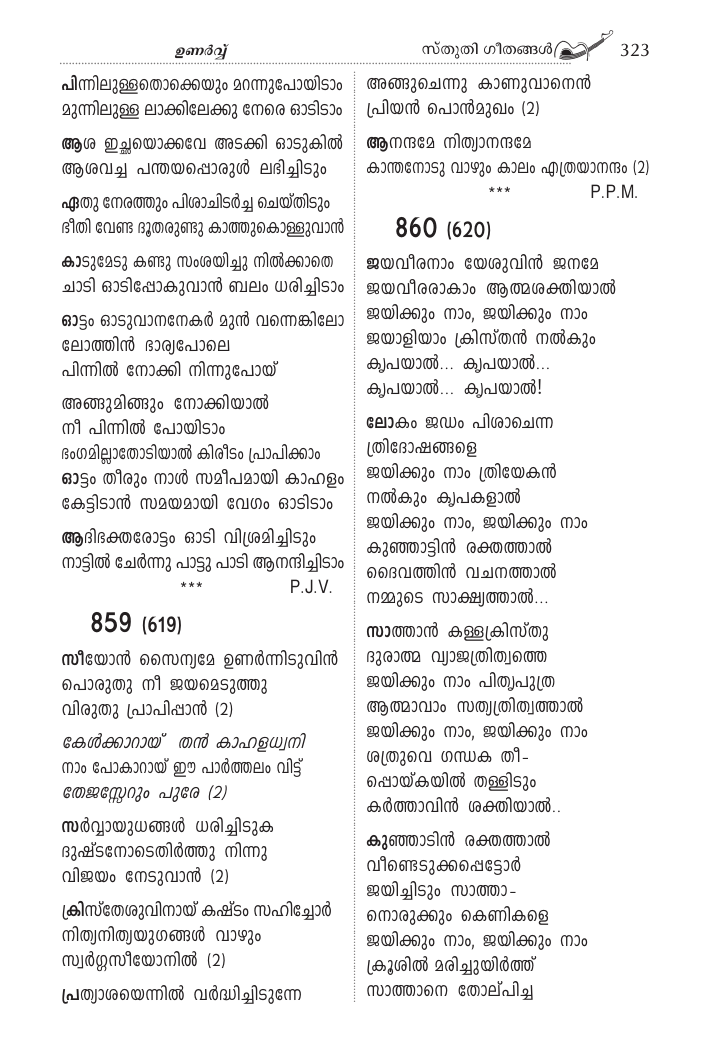 ഉണർവ്വ്
സ്തുതി ഗീതങ്ങൾ 323
പിന്നിലുള്ളതൊക്കെയും മറന്നുപോയിടാം
മുന്നിലുള്ള ലാക്കിലേക്കു നേരെ ഓടിടാം
ആശ ഇച്ഛയൊക്കവേ അടക്കി ഓടുകിൽ
ആശവച്ച പന്തയപ്പൊരുൾ ലഭിച്ചിടും
ഏതു നേരത്തും പിശാചിടർച്ച ചെയ്തിടും
ഭീതി വേണ്ട ദൂതരുണ്ടു കാത്തുകൊള്ളുവാൻ
കാടുമേടു കണ്ടു സംശയിച്ചു നിൽക്കാതെ
ചാടി ഓടിപ്പോകുവാൻ ബലം ധരിച്ചിടാം
ഓട്ടം ഓടുവാനനേകർ മുൻ വന്നെങ്കിലോ
ലോത്തിൻ ഭാര്യപോലെ
പിന്നിൽ നോക്കി നിന്നുപോയ്
അങ്ങുമിങ്ങും നോക്കിയാൽ
നീ പിന്നിൽ പോയിടാം
ഭംഗമില്ലാതോടിയാൽ കിരീടം പ്രാപിക്കാം
ഓട്ടം തീരും നാൾ സമീപമായി കാഹളം
കേട്ടിടാൻ സമയമായി വേഗം ഓടിടാം
ആദിഭക്തരോട്ടം ഓടി വിശ്രമിച്ചിടും
നാട്ടിൽ ചേർന്നു പാട്ടു പാടി ആനന്ദിച്ചിടാം
*** P.J.V.
859 (619)
സീയോൻ സൈന്യമേ ഉണർന്നിടുവിൻ
പൊരുതു നീ ജയമെടുത്തു
വിരുതു പ്രാപിപ്പാൻ (2)
കേൾക്കാറായ് തൻ കാഹളധ്വനി
നാം പോകാറായ് ഈ പാർത്തലം വിട്ട്
തേജസ്സേറും പുരേ (2)
സർവ്വായുധങ്ങൾ ധരിച്ചിടുക
ദുഷ്ടനോടെതിർത്തു നിന്നു
വിജയം നേടുവാൻ (2)
ക്രിസ്തേശുവിനായ് കഷ്ടം സഹിച്ചോർ
നിത്യനിത്യയുഗങ്ങൾ വാഴും
സ്വർഗ്ഗസീയോനിൽ (2)
പ്രത്യാശയെന്നിൽ വർദ്ധിച്ചിടുന്നേ
അങ്ങുചെന്നു കാണുവാനെൻ
പ്രിയൻ പൊൻമുഖം (2)
ആനന്ദമേ നിത്യാനന്ദമേ
കാന്തനോടു വാഴും കാലം എത്രയാനന്ദം (2)
*** P.P.M.
860 (620)
ജയവീരനാം യേശുവിൻ ജനമേ
ജയവീരരാകാം ആത്മശക്തിയാൽ
ജയിക്കും നാം, ജയിക്കും നാം
ജയാളിയാം ക്രിസ്തൻ നൽകും
കൃപയാൽ... കൃപയാൽ...
കൃപയാൽ... കൃപയാൽ!
ലോകം ജഡം പിശാചെന്ന
ത്രിദോഷങ്ങളെ
ജയിക്കും നാം ത്രിയേകൻ
നൽകും കൃപകളാൽ
ജയിക്കും നാം, ജയിക്കും നാം
കുഞ്ഞാട്ടിൻ രക്തത്താൽ
ദൈവത്തിൻ വചനത്താൽ
നമ്മുടെ സാക്ഷ്യത്താൽ...
സാത്താൻ കള്ളക്രിസ്തു
ദുരാത്മ വ്യാജത്രിത്വത്തെ
ജയിക്കും നാം പിതൃപുത്ര
ആത്മാവാം സത്യത്രിത്വത്താൽ
ജയിക്കും നാം, ജയിക്കും നാം
ശത്രുവെ ഗന്ധക തീ-
പ്പൊയ്കയിൽ തള്ളിടും
കർത്താവിൻ ശക്തിയാൽ..
കുഞ്ഞാടിൻ രക്തത്താൽ
വീണ്ടെടുക്കപ്പെട്ടോർ
ജയിച്ചിടും സാത്താ-
നൊരുക്കും കെണികളെ
ജയിക്കും നാം, ജയിക്കും നാം
ക്രൂശിൽ മരിച്ചുയിർത്ത്
സാത്താനെ തോല്പിച്ച